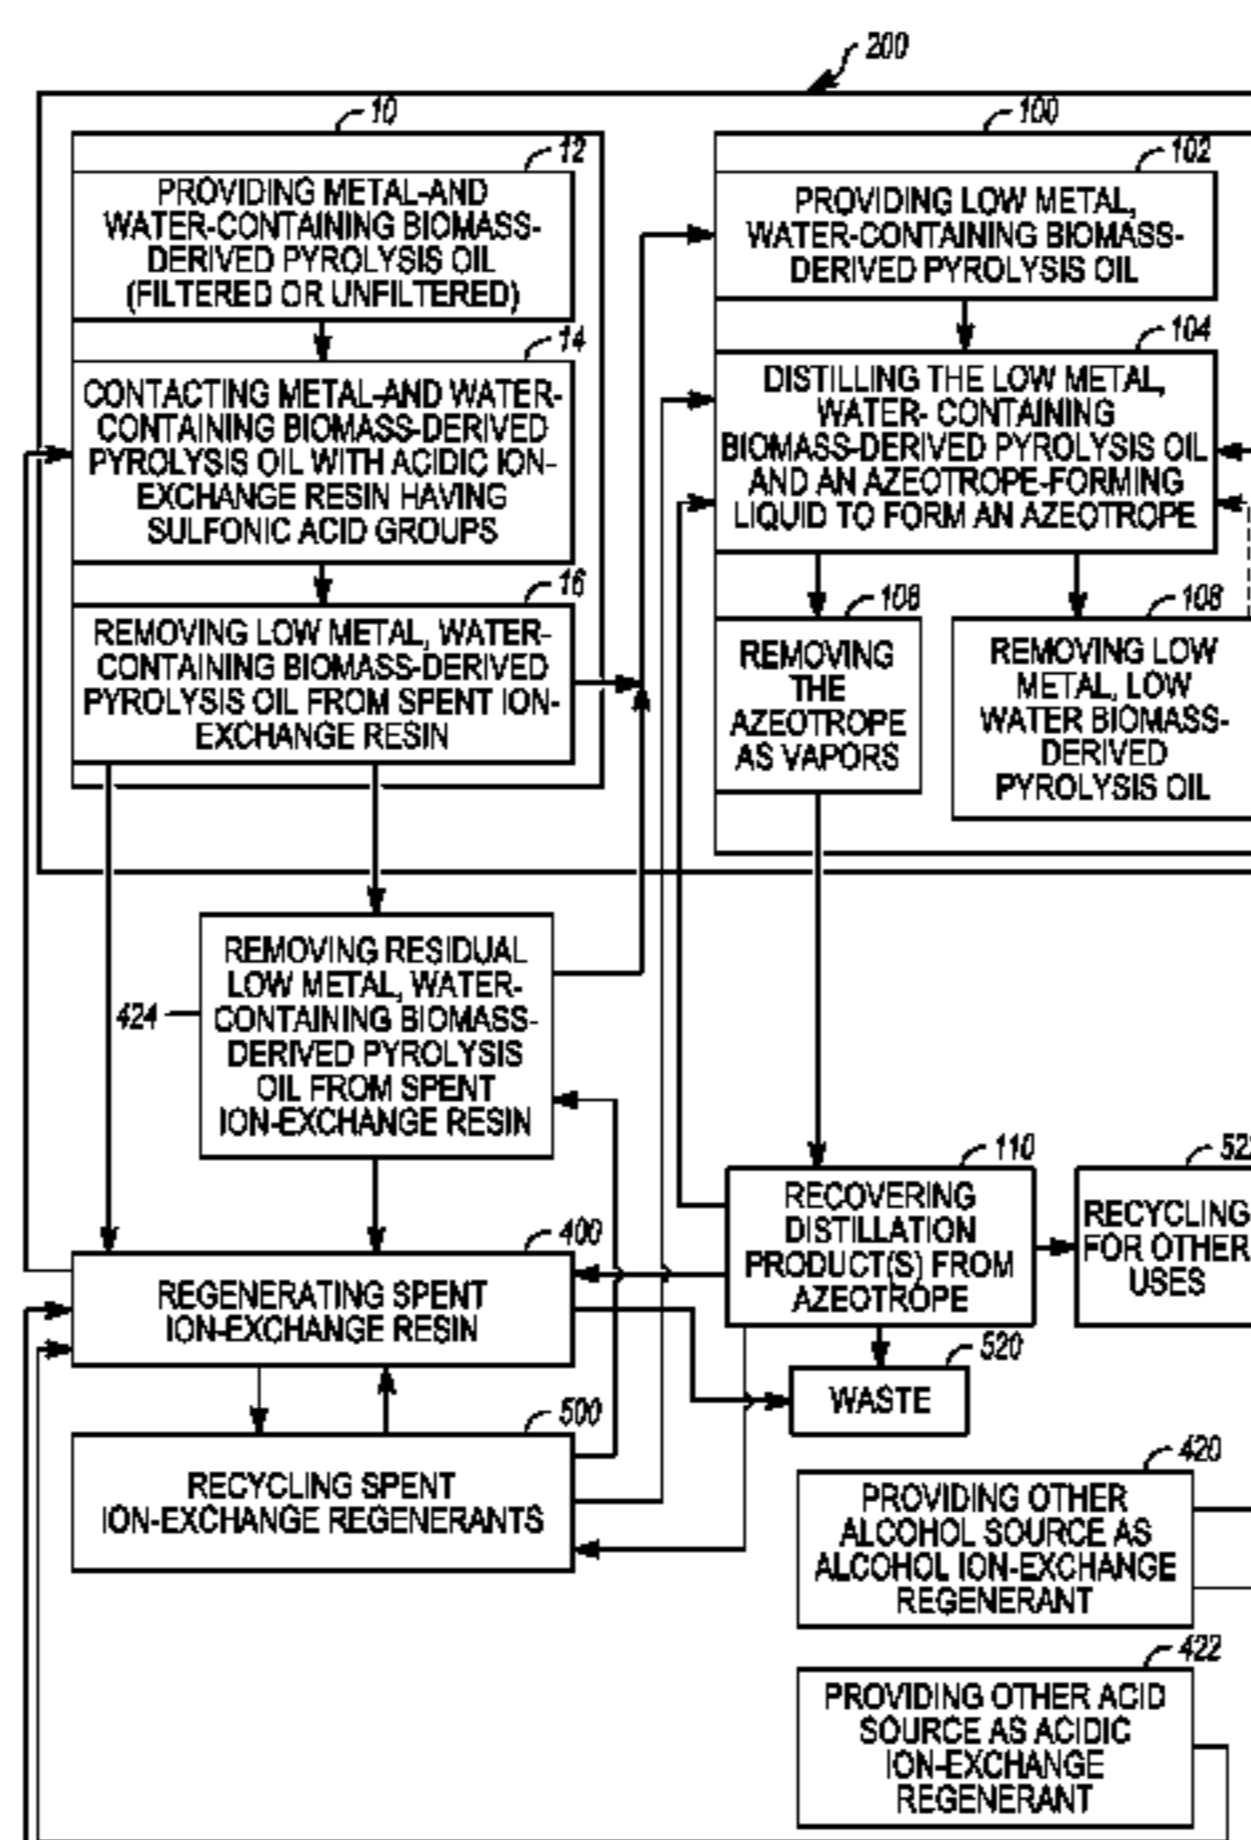 200
10
12
PROVIDING METAL-AND
WATER-CONTAINING BIOMASS-
DERIVED PYROLYSIS OIL
(FILTERED OR UNFILTERED)
14
CONTACTING METAL-AND WATER-
CONTAINING BIOMASS-DERIVED
PYROLYSIS OIL WITH ACIDIC ION-
EXCHANGE RESIN HAVING
SULFONIC ACID GROUPS
16
REMOVING LOW METAL, WATER-
CONTAINING BIOMASS-DERIVED
PYROLYSIS OIL FROM SPENT ION-
EXCHANGE RESIN
100
102
PROVIDING LOW METAL,
WATER-CONTAINING BIOMASS-
DERIVED PYROLYSIS OIL
104
DISTILLING THE LOW METAL,
WATER- CONTAINING
BIOMASS-DERIVED PYROLYSIS OIL
AND AN AZEOTROPE-FORMING
LIQUID TO FORM AN AZEOTROPE
108
REMOVING
THE
AZEOTROPE
AS VAPORS
108
REMOVING LOW
METAL, LOW
WATER BIOMASS-
DERIVED
PYROLYSIS OIL
424
REMOVING RESIDUAL
LOW METAL, WATER-
CONTAINING BIOMASS-
DERIVED PYROLYSIS
OIL FROM SPENT
ION-EXCHANGE RESIN
110
RECOVERING
DISTILLATION
PRODUCT(S) FROM
AZEOTROPE
RECYCLING
FOR OTHER
USES
400
REGENERATING SPENT
ION-EXCHANGE RESIN
520
WASTE
500
RECYCLING SPENT
ION-EXCHANGE REGENERANTS
420
PROVIDING OTHER
ALCOHOL SOURCE AS
ALCOHOL ION-EXCHANGE
REGENERANT
422
PROVIDING OTHER ACID
SOURCE AS ACIDIC
ION-EXCHANGE
REGENERANT